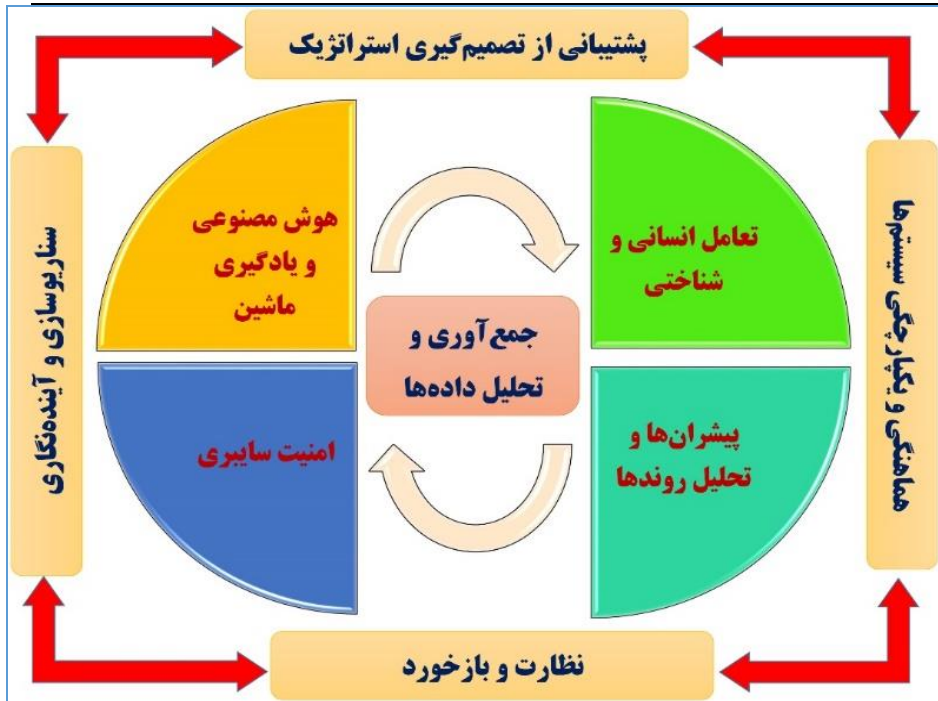 پشتیبانی از تصمیم‌گیری استراتژیک
هماهنگی و یکپارچگی سیستم‌ها
سناریوسازی و آینده‌نگاری
تعامل انسانی و
شناختی
هوش مصنوعی
و یادگیری
ماشین
جمع‌آوری و
تحلیل داده‌ها
پیشران‌ها و
تحلیل روندها
امنیت سایبری
نظارت و بازخورد